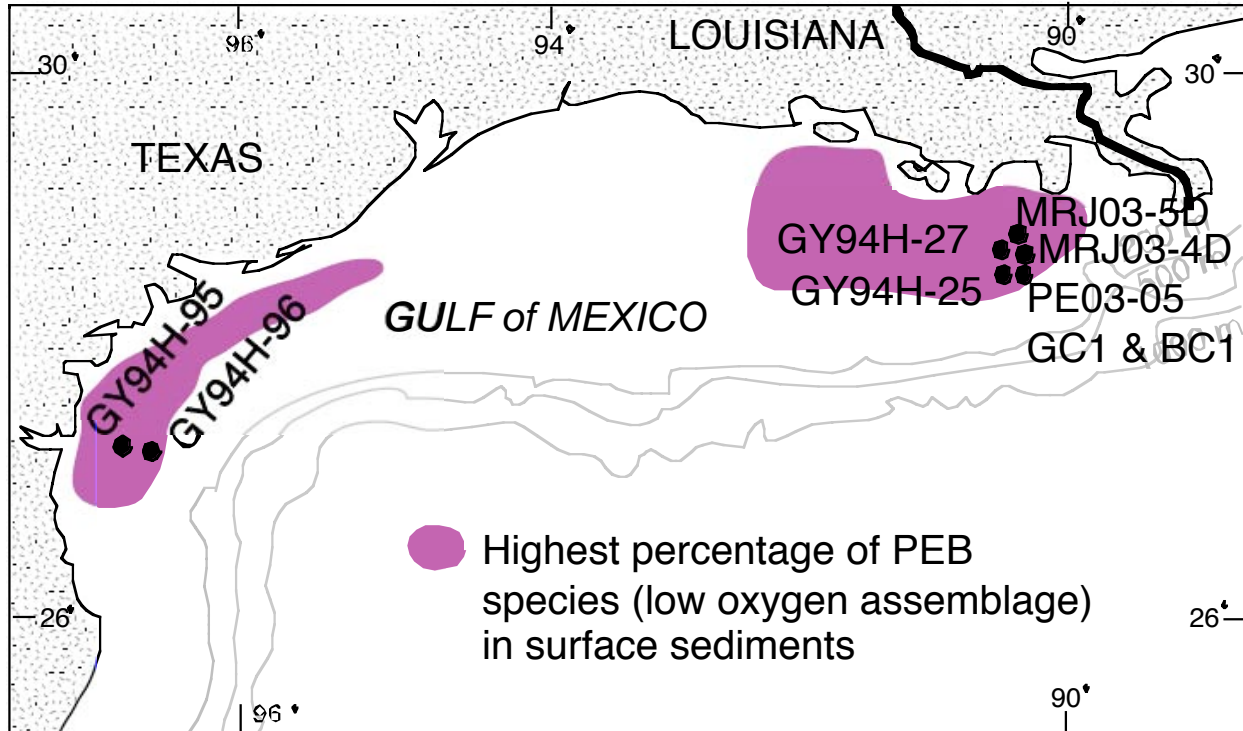 96°
94°
LOUISIANA
90°
30°
30°
TEXAS
MRJ03-5D
GY94H-27
MRJ03-4D
GY94H-25
PE03-05
GC1 & BC1
500 m
GY94H-95
GY94H-96
GULF of MEXICO
Highest percentage of PEB
species (low oxygen assemblage)
in surface sediments
26°
26°
96°
90°